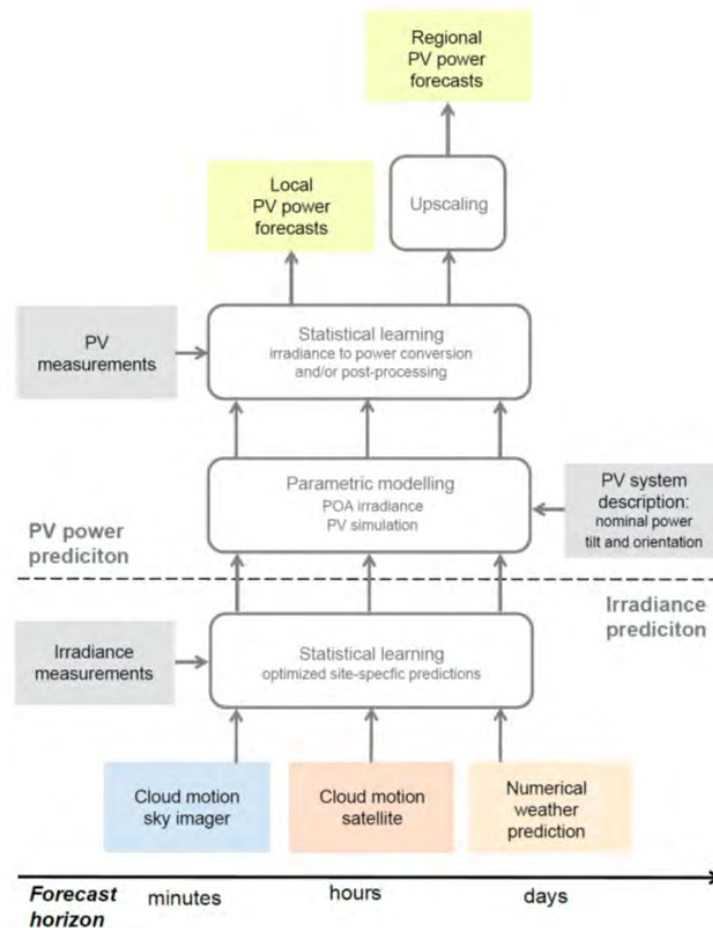 Regional
PV power
forecasts
Local
PV power
forecasts
Upscaling
PV
measurements
Statistical learning
irradiance to power conversion
and/or post-processing
Parametric modelling
POA irradiance
PV simulation
PV system
description:
nominal power
tilt and orientation
PV power
prediciton
Irradiance
prediciton
Irradiance
measurements
Statistical learning
optimized site-specfic predictions
Cloud motion
sky imager
Cloud motion
satellite
Numerical
weather
prediction
Forecast
horizon
minutes
hours
days